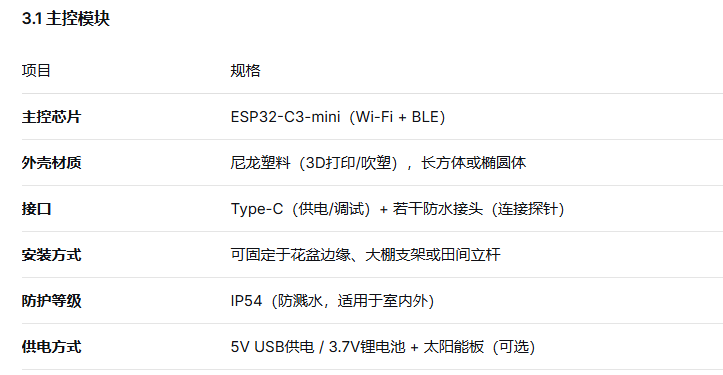 3.1 主控模块
项目 规格
主控芯片 ESP32-C3-mini（Wi-Fi + BLE）
外壳材质 尼龙塑料（3D打印/吹塑），长方体或椭圆体
接口 Type-C（供电/调试）+ 若干防水接头（连接探针）
安装方式 可固定于花盆边缘、大棚支架或田间立杆
防护等级 IP54（防溅水，适用于室内外）
供电方式 5V USB供电 / 3.7V锂电池 + 太阳能板（可选）